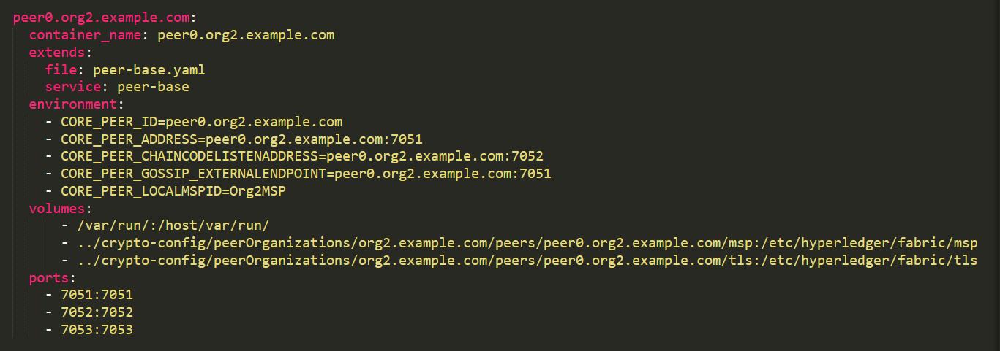 peer0.org2.example.com:
  container_name: peer0.org2.example.com
  extends:
    file: peer-base.yaml
    service: peer-base
  environment:
    - CORE_PEER_ID=peer0.org2.example.com
    - CORE_PEER_ADDRESS=peer0.org2.example.com:7051
    - CORE_PEER_CHAINCODELISTENADDRESS=peer0.org2.example.com:7052
    - CORE_PEER_GOSSIP_EXTERNALENDPOINT=peer0.org2.example.com:7051
    - CORE_PEER_LOCALMSPID=Org2MSP
  volumes:
      - /var/run/:/host/var/run/
      - ../crypto-config/peerOrganizations/org2.example.com/peers/peer0.org2.example.com/msp:/etc/hyperledger/fabric/msp
      - ../crypto-config/peerOrganizations/org2.example.com/peers/peer0.org2.example.com/tls:/etc/hyperledger/fabric/tls
  ports:
    - 7051:7051
    - 7052:7052
    - 7053:7053